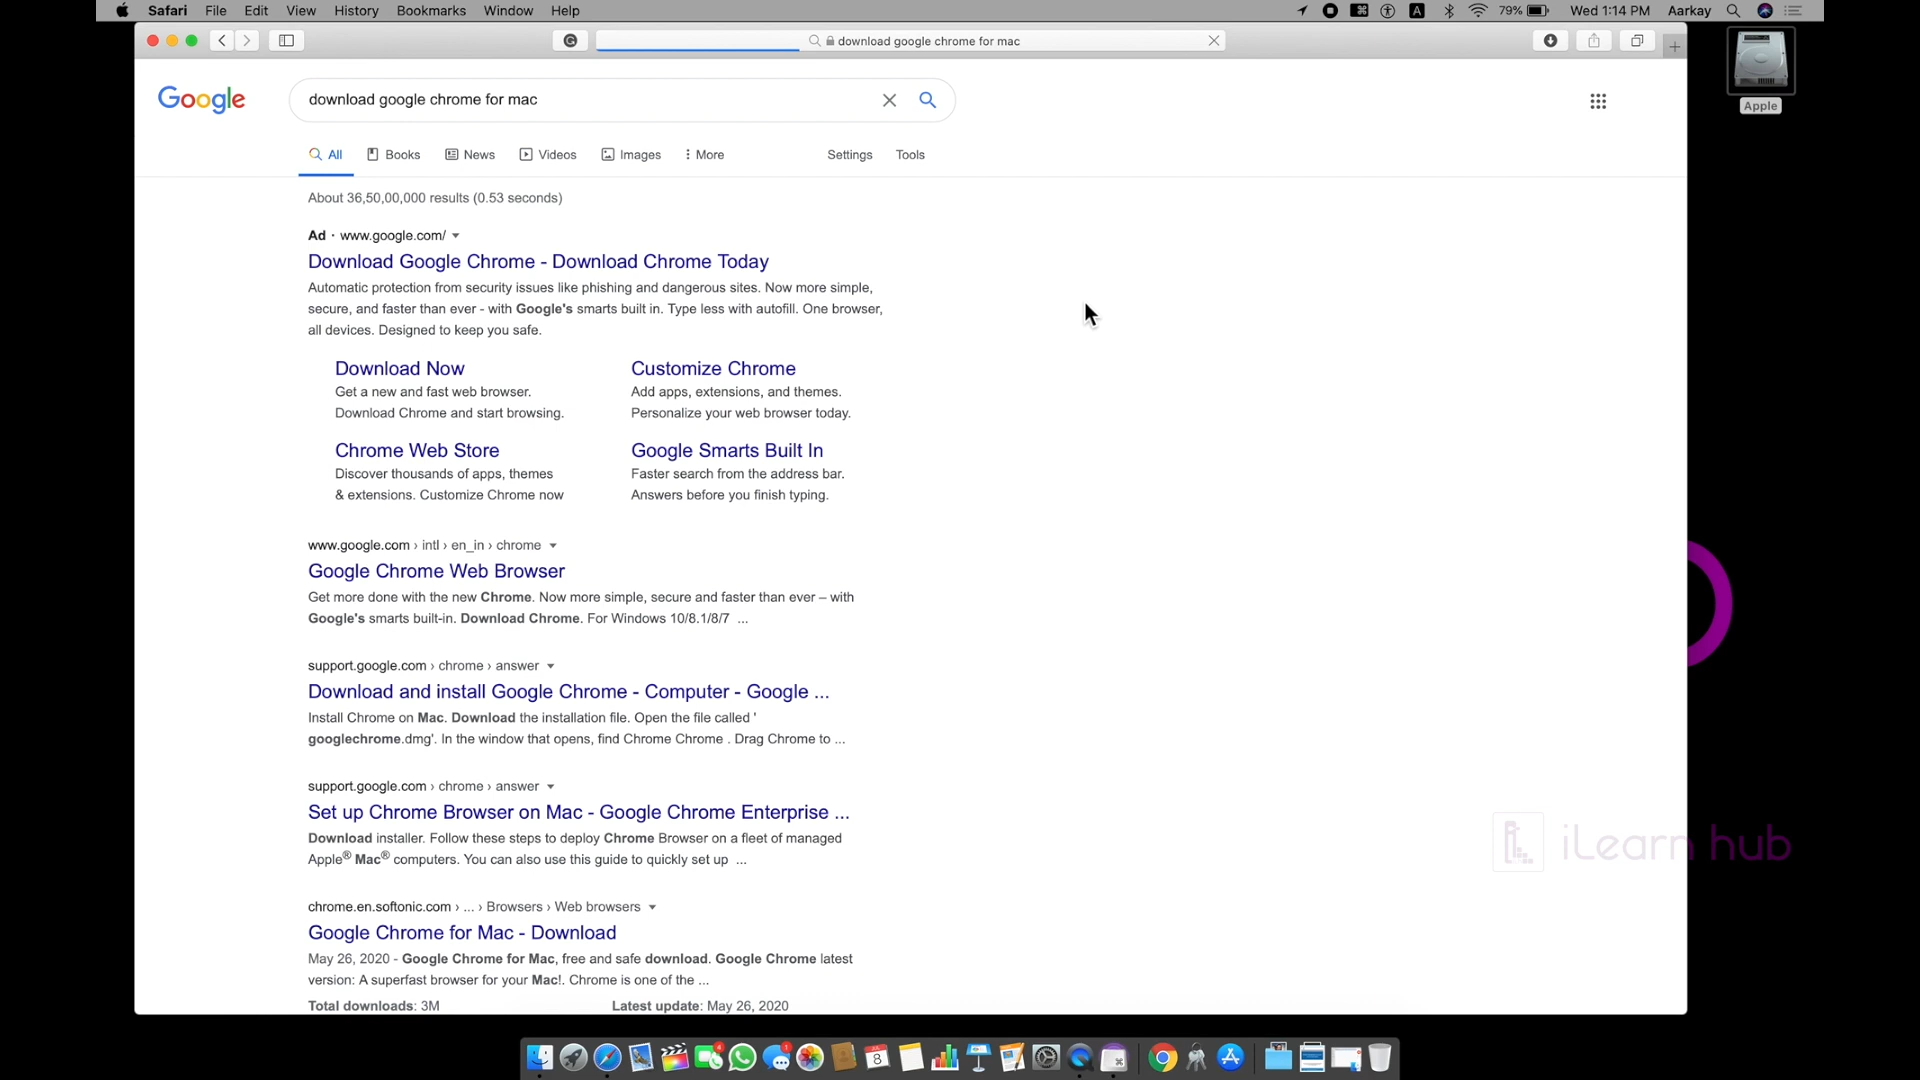 Safari File Edit View History Bookmarks Window Help
79% Wed 1:14 PM Aarkay
download google chrome for mac
Apple
Google
download google chrome for mac
All Books News Videos Images More Settings Tools
About 36,50,00,000 results (0.53 seconds)
Ad · www.google.com/
Download Google Chrome - Download Chrome Today
Automatic protection from security issues like phishing and dangerous sites. Now more simple,
secure, and faster than ever - with Google's smarts built in. Type less with autofill. One browser,
all devices. Designed to keep you safe.
Download Now
Get a new and fast web browser.
Download Chrome and start browsing.
Customize Chrome
Add apps, extensions, and themes.
Personalize your web browser today.
Chrome Web Store
Discover thousands of apps, themes
& extensions. Customize Chrome now
Google Smarts Built In
Faster search from the address bar.
Answers before you finish typing.
www.google.com › intl › en_in › chrome
Google Chrome Web Browser
Get more done with the new Chrome. Now more simple, secure and faster than ever – with
Google's smarts built-in. Download Chrome. For Windows 10/8.1/8/7 ...
support.google.com › chrome › answer
Download and install Google Chrome - Computer - Google ...
Install Chrome on Mac. Download the installation file. Open the file called '
googlechrome.dmg'. In the window that opens, find Chrome Chrome . Drag Chrome to ...
support.google.com › chrome › answer
Set up Chrome Browser on Mac - Google Chrome Enterprise ...
Download installer. Follow these steps to deploy Chrome Browser on a fleet of managed
Apple® Mac® computers. You can also use this guide to quickly set up ...
iLearn hub
chrome.en.softonic.com › ... › Browsers › Web browsers
Google Chrome for Mac - Download
May 26, 2020 - Google Chrome for Mac, free and safe download. Google Chrome latest
version: A superfast browser for your Mac!. Chrome is one of the ...
Total downloads: 3M Latest update: May 26, 2020